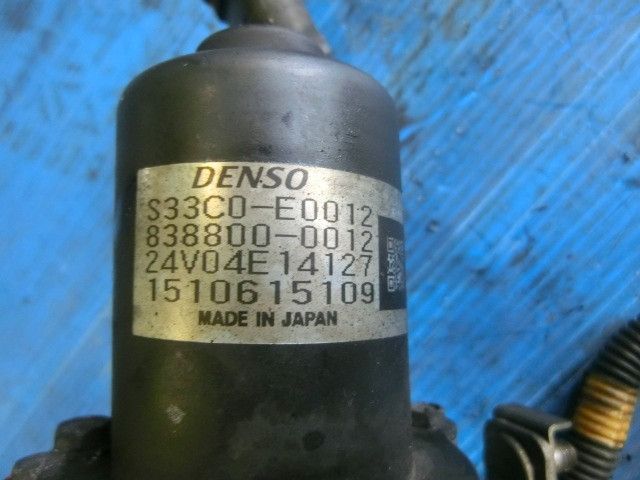 DENSO
S33C0-E0012
838800-0012
24V04E14127
1510615109
MADE IN JAPAN